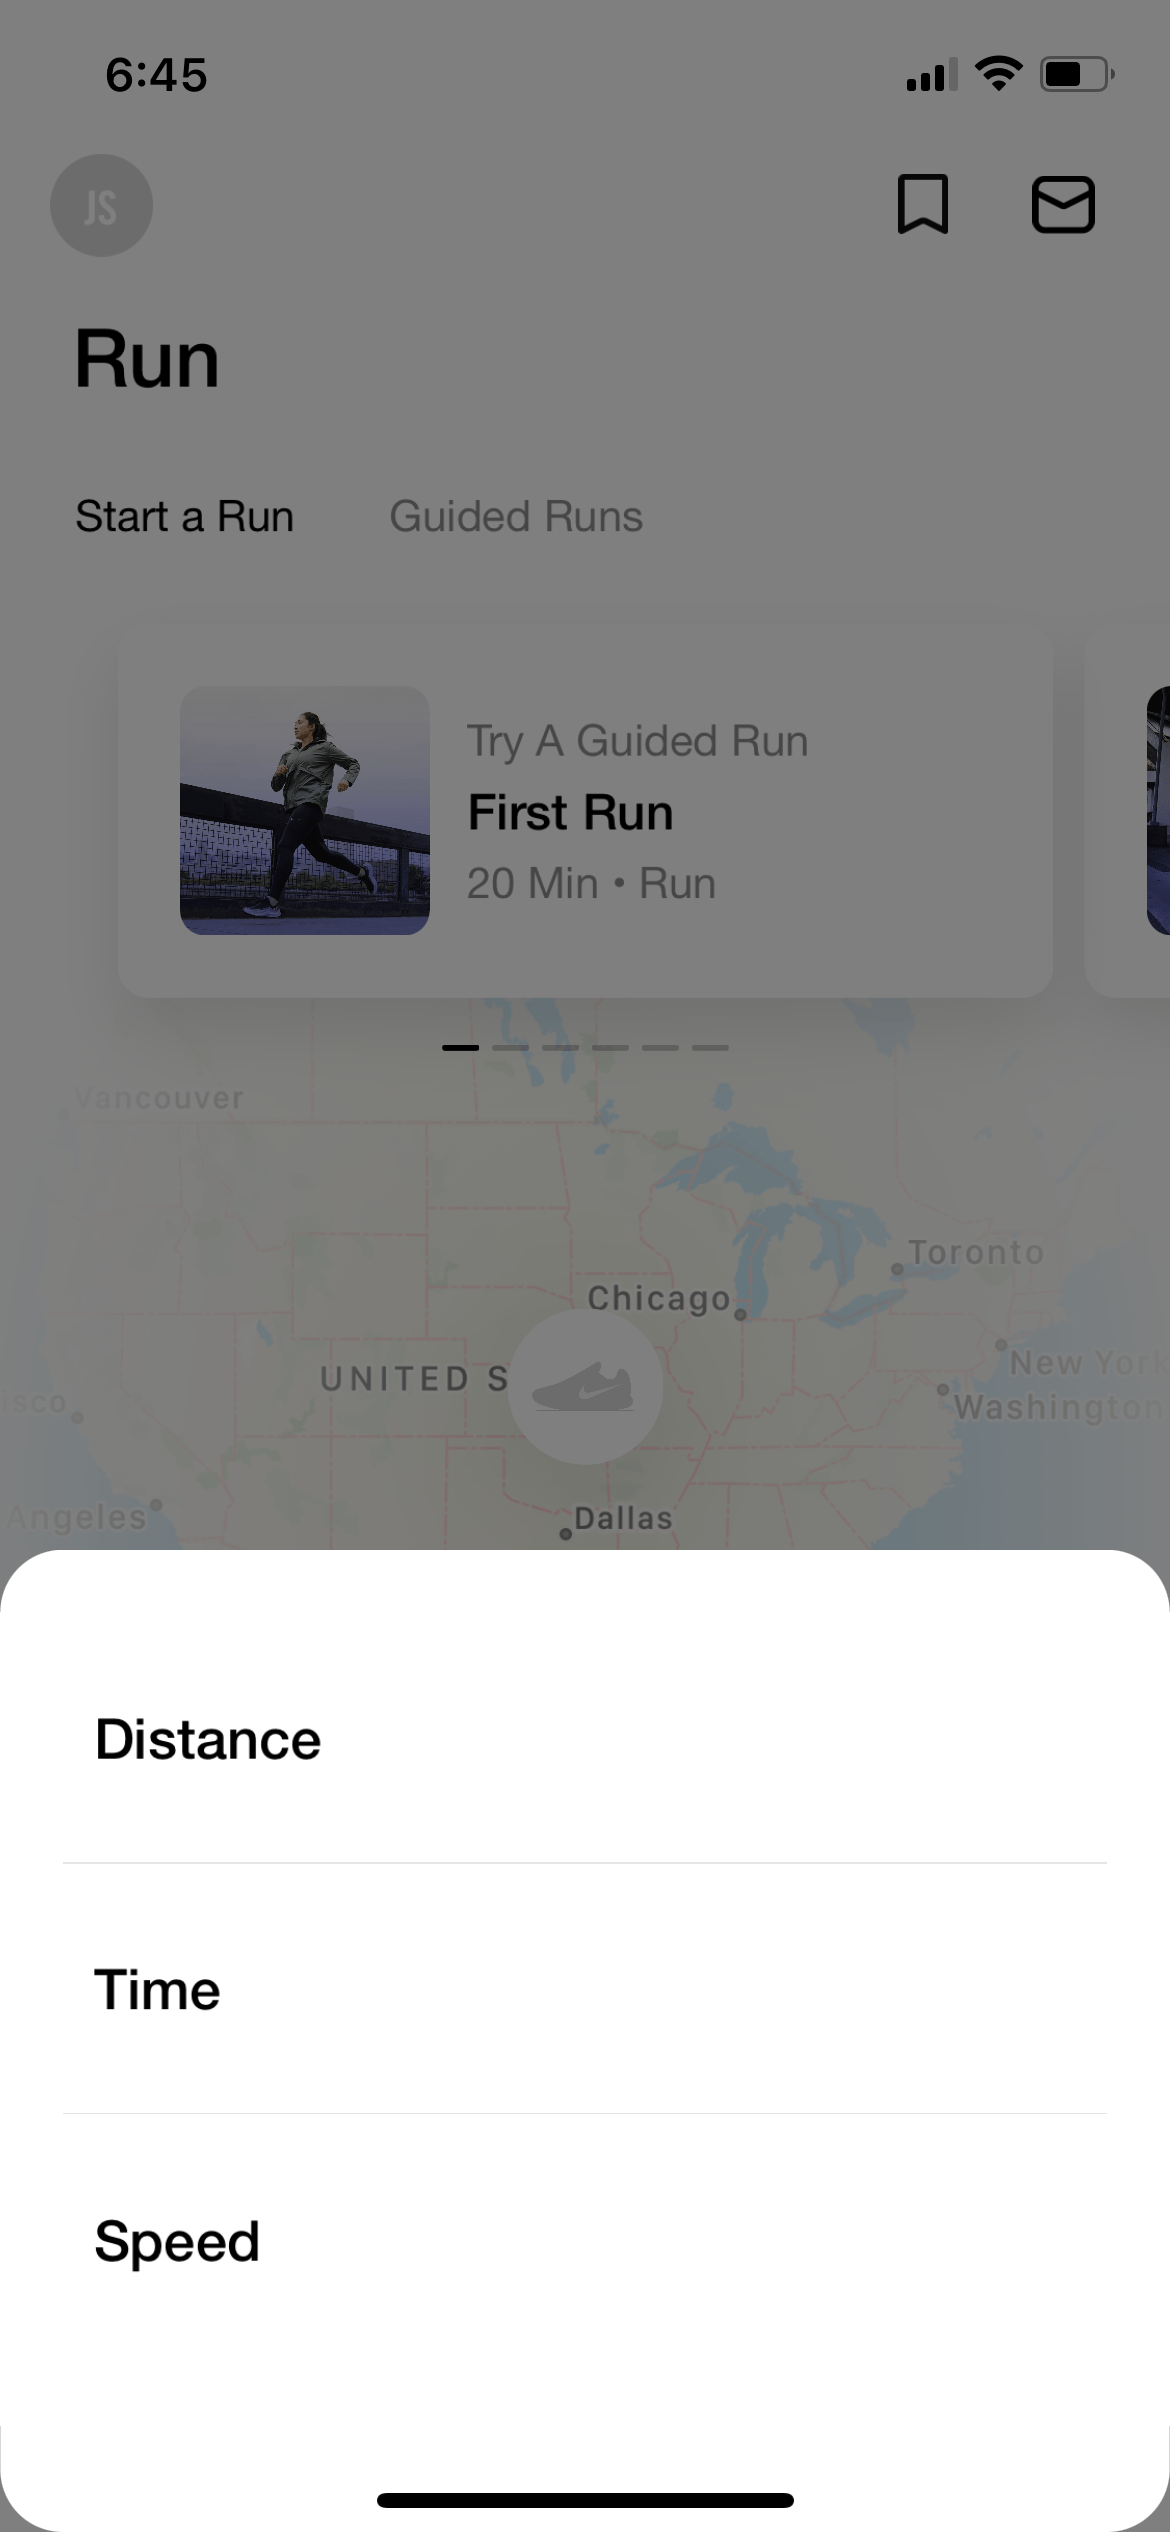 6:45
JS
Run
Start a Run
Guided Runs
Try A Guided Run
First Run
20 Min • Run
Vancouver
Toronto
Chicago
New York
UNITED S
isco
Washington
Angeles
Dallas
Distance
Time
Speed